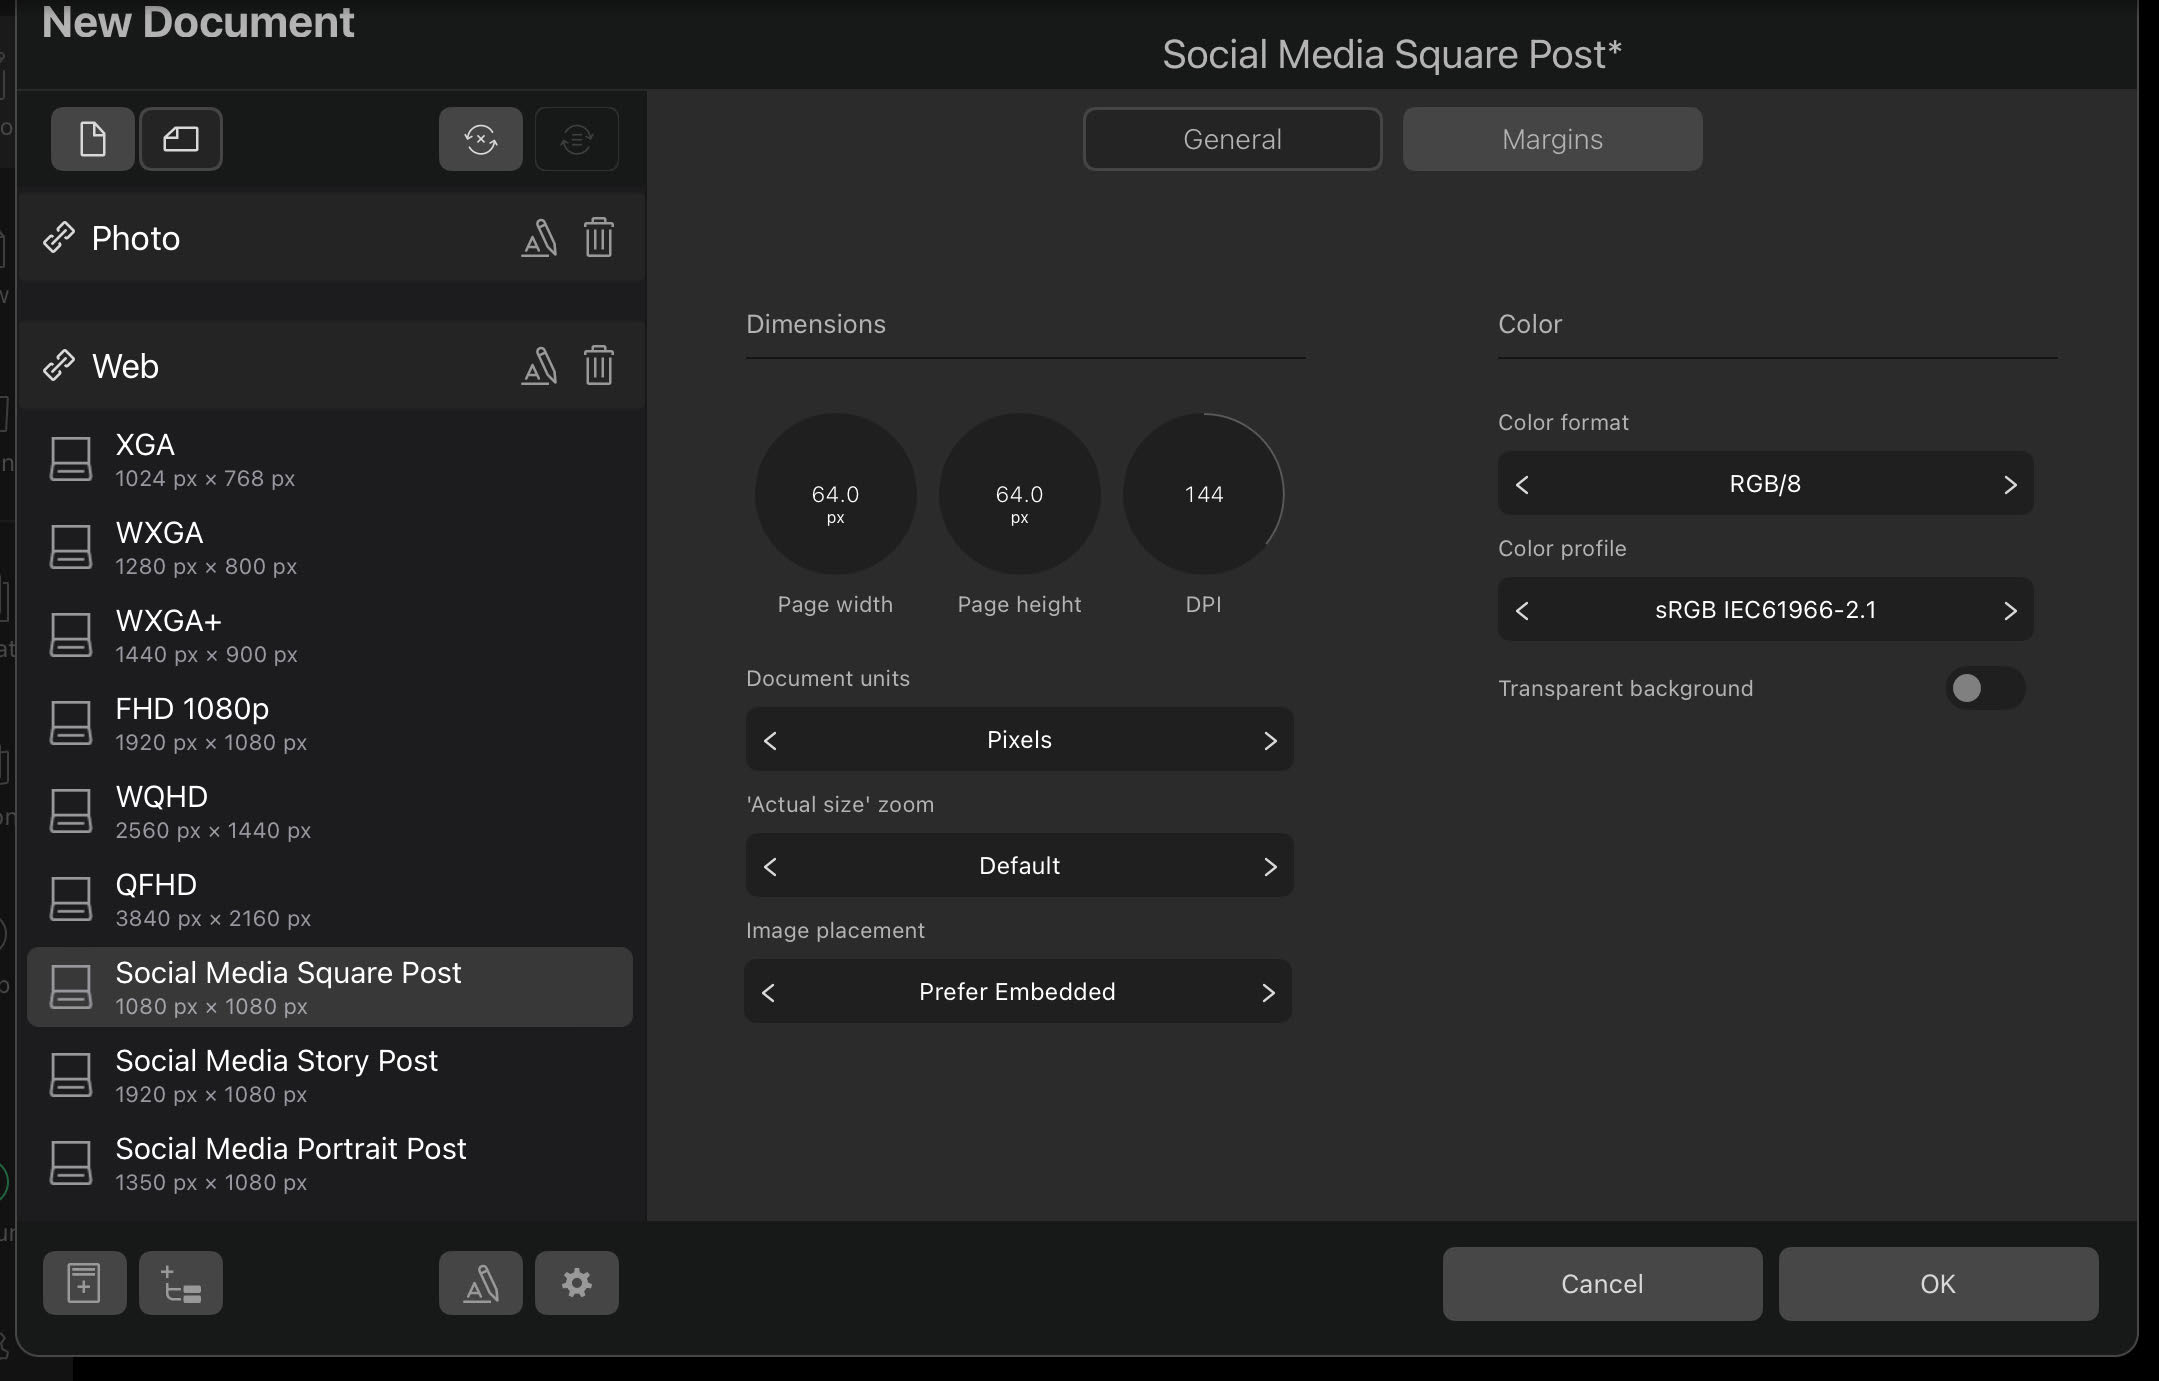 New Document
Social Media Square Post*
General
Margins
Photo
Web
XGA
1024 px × 768 px
WXGA
1280 px × 800 px
WXGA+
1440 px × 900 px
FHD 1080p
1920 px × 1080 px
WQHD
2560 px × 1440 px
QFHD
3840 px × 2160 px
Social Media Square Post
1080 px × 1080 px
Social Media Story Post
1920 px × 1080 px
Social Media Portrait Post
1350 px × 1080 px
Dimensions
64.0
px
Page width
64.0
px
Page height
144
DPI
Document units
Pixels
'Actual size' zoom
Default
Image placement
Prefer Embedded
Color
Color format
RGB/8
Color profile
sRGB IEC61966-2.1
Transparent background
Cancel
OK